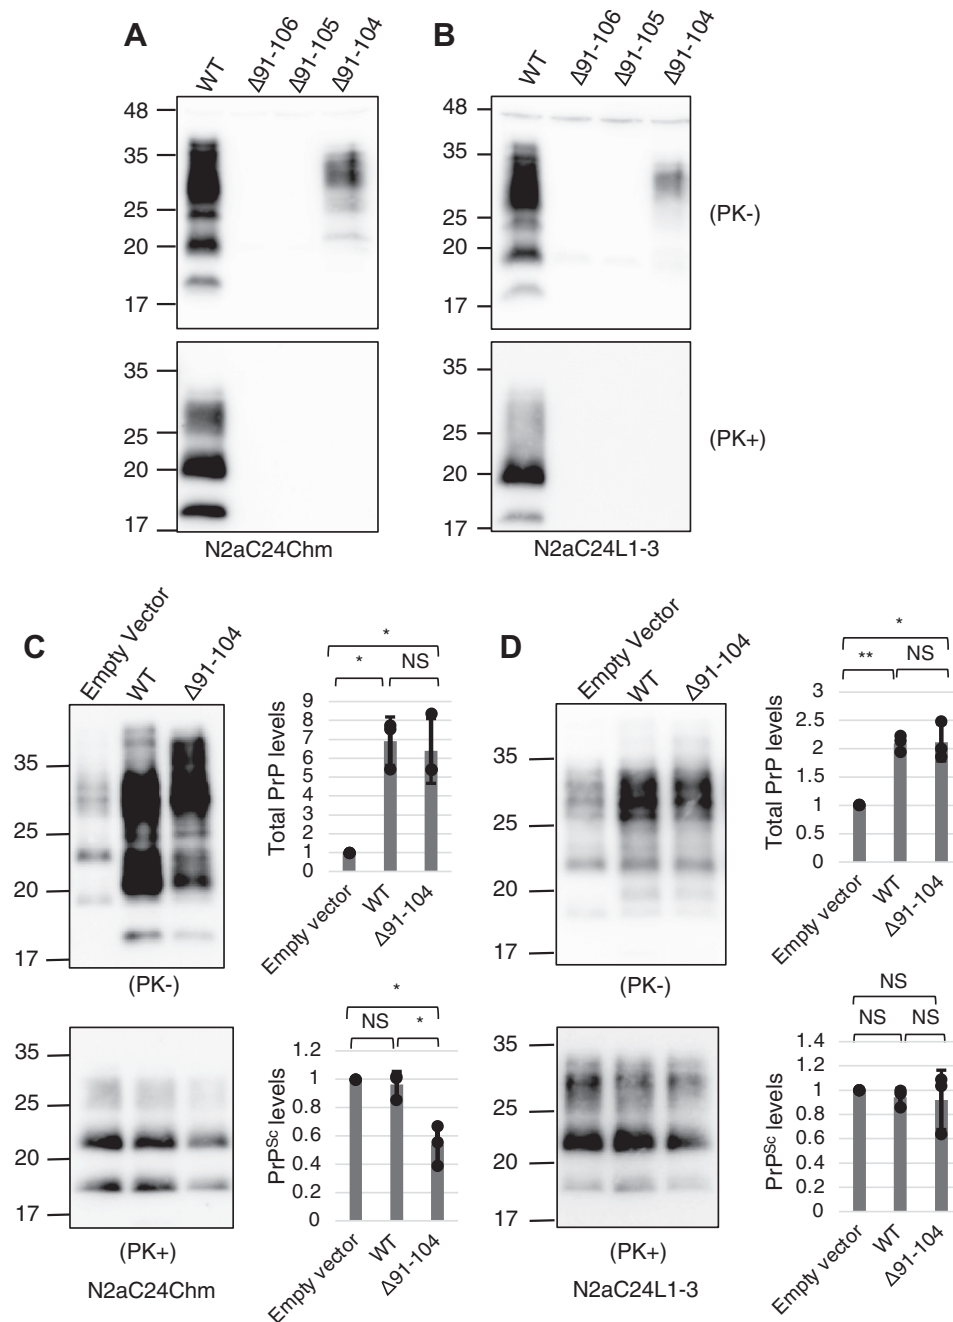 A
WT
Δ91-106
Δ91-105
Δ91-104
48
35
25
20
17
35
25
20
17
N2aC24Chm
B
WT
Δ91-106
Δ91-105
Δ91-104
48
35
25
20
17
(PK-)
35
25
20
17
(PK+)
N2aC24L1-3
C
Empty Vector
WT
Δ91-104
35
25
20
17
(PK-)
*
*
NS
Total PrP levels
9
8
7
6
5
4
3
2
1
0
Empty vector
WT
Δ91-104
35
25
20
17
(PK+)
N2aC24Chm
*
NS
*
PrPSc levels
1.2
1
0.8
0.6
0.4
0.2
0
Empty vector
WT
Δ91-104
D
Empty Vector
WT
Δ91-104
35
25
20
17
(PK-)
*
**
NS
Total PrP levels
3
2.5
2
1.5
1
0.5
0
Empty vector
WT
Δ91-104
35
25
20
17
(PK+)
N2aC24L1-3
NS
NS
NS
PrPSc levels
1.4
1.2
1
0.8
0.6
0.4
0.2
0
Empty vector
WT
Δ91-104